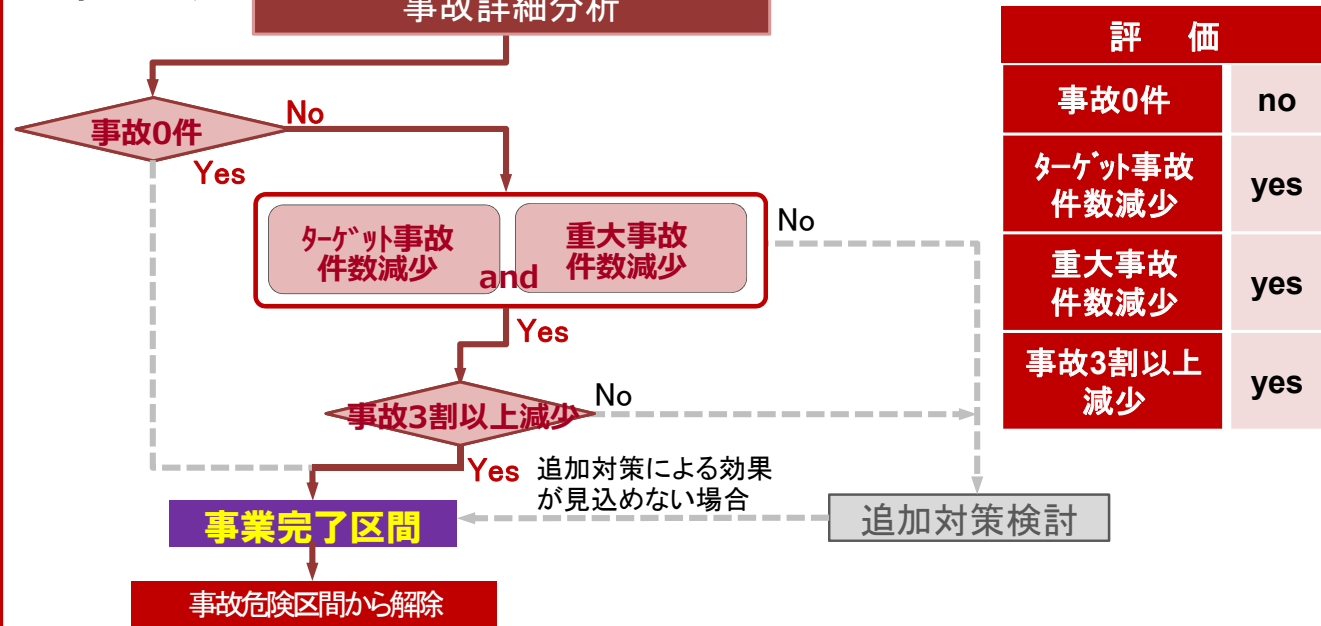 事故詳細分析
事故0件
No
Yes
ターゲット事故
件数減少
and
重大事故
件数減少
No
Yes
事故3割以上減少
No
Yes
追加対策による効果
が見込めない場合
事業完了区間
追加対策検討
事故危険区間から解除
評 価
事故0件
no
ターゲット事故
件数減少
yes
重大事故
件数減少
yes
事故3割以上
減少
yes